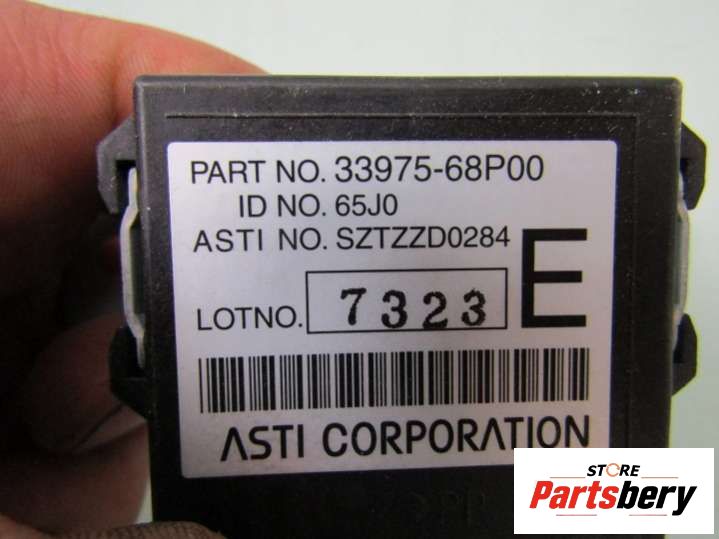 PART NO. 33975-68P00
ID NO. 65J0
ASTI NO. SZTZZD0284
E
LOTNO. 7323
ASTI CORPORATION
STORE
Partsbery